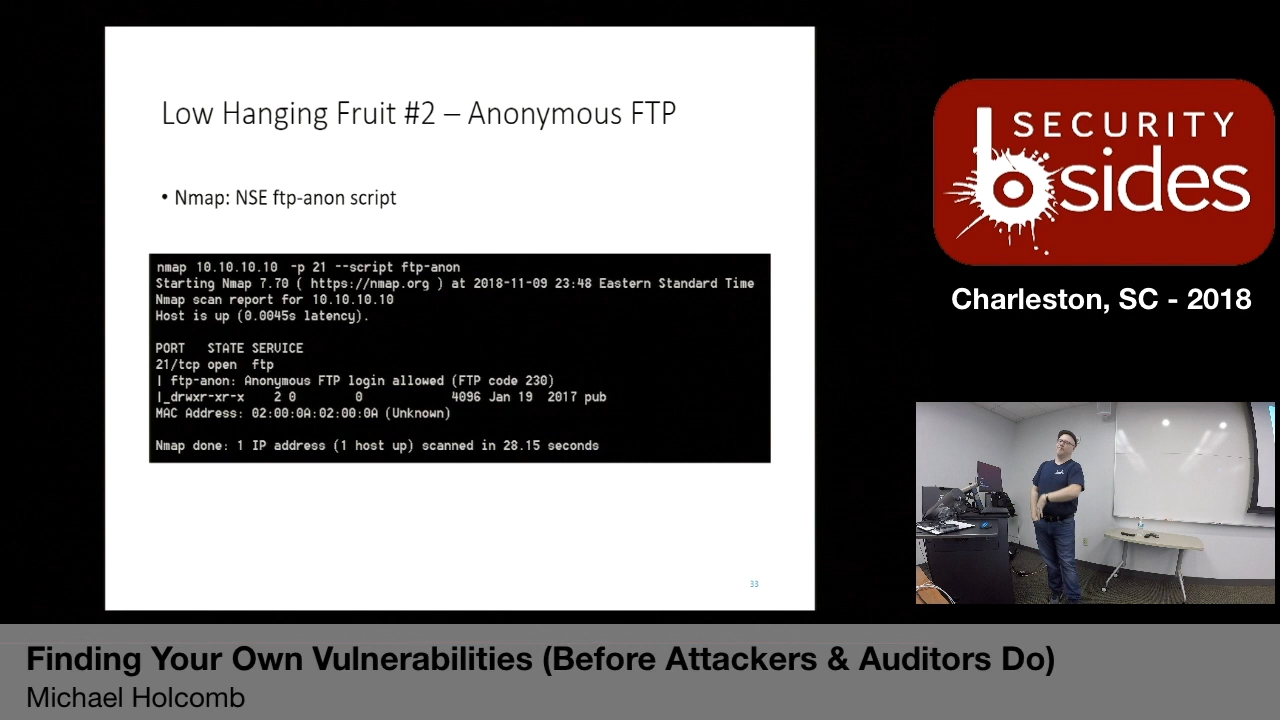 Low Hanging Fruit #2 – Anonymous FTP
• Nmap: NSE ftp-anon script
nmap 10.10.10.10 -p 21 --script ftp-anon
Starting Nmap 7.70 ( https://nmap.org ) at 2018-11-09 23:48 Eastern Standard Time
Nmap scan report for 10.10.10.10
Host is up (0.0045s latency).
PORT   STATE SERVICE
21/tcp open  ftp
| ftp-anon: Anonymous FTP login allowed (FTP code 230)
|_drwxr-xr-x    2 0        0            4096 Jan 19  2017 pub
MAC Address: 02:00:0A:02:00:0A (Unknown)
Nmap done: 1 IP address (1 host up) scanned in 28.15 seconds
33
SECURITY
bsides
Charleston, SC - 2018
Finding Your Own Vulnerabilities (Before Attackers & Auditors Do)
Michael Holcomb